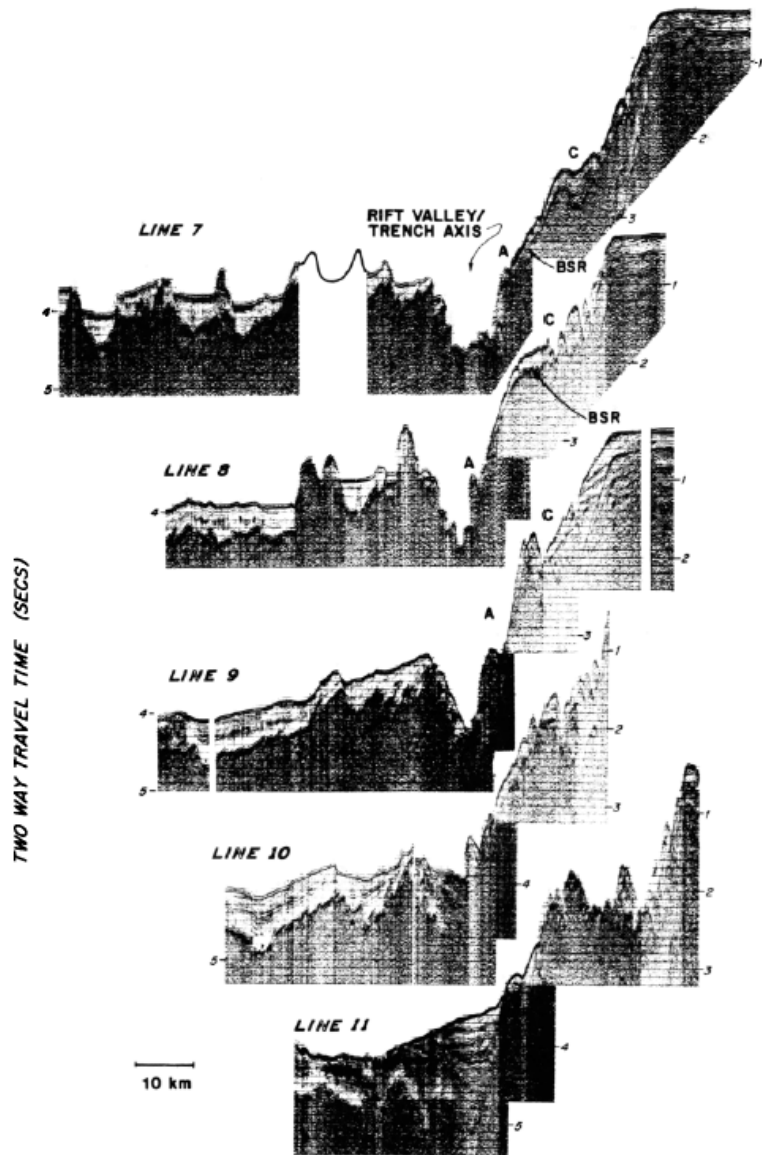 1
2
C
3
RIFT VALLEY/
TRENCH AXIS
LINE 7
A
BSR
4
5
1
C
2
BSR
3
LINE 8
A
4
1
C
2
3
TWO WAY TRAVEL TIME (SECS)
A
LINE 9
4
5
1
2
3
LINE 10
4
5
1
2
3
LINE 11
4
5
10 km